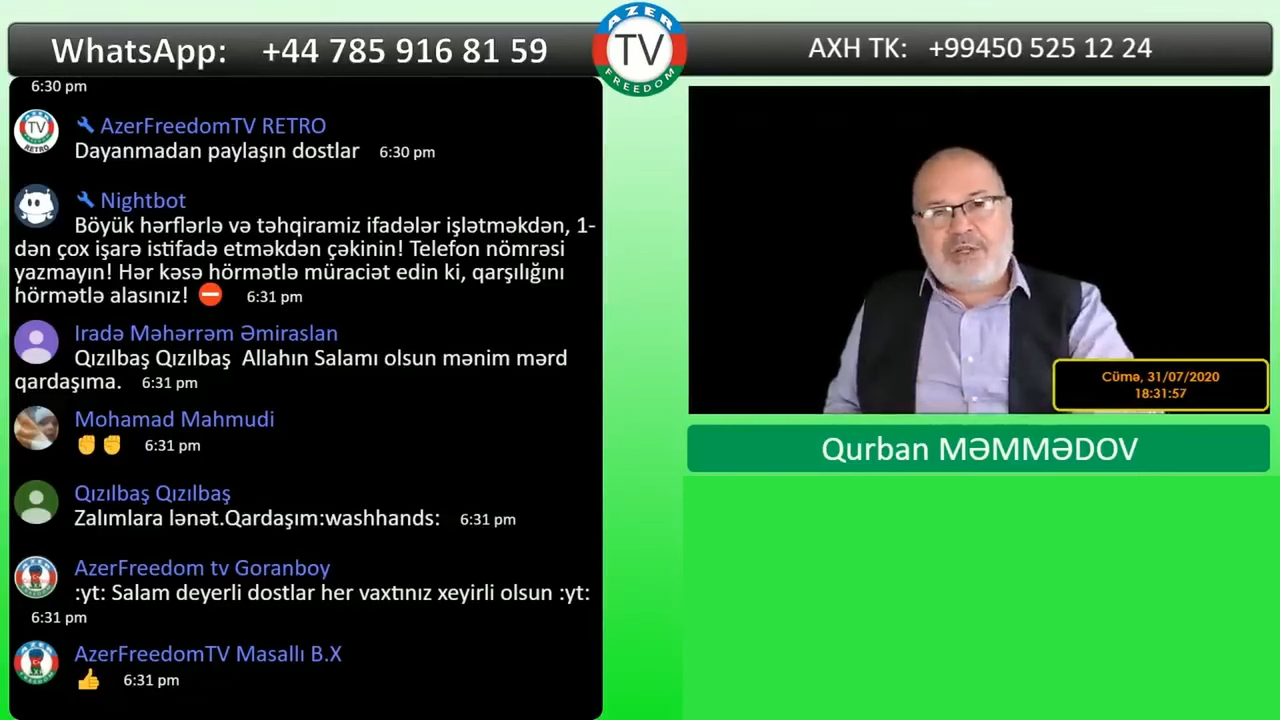 WhatsApp: +44 785 916 81 59
AZER
TV
FREEDOM
AXH TK: +99450 525 12 24
6:30 pm
AZER
TV
RETRO
AzerFreedomTV RETRO
Dayanmadan paylaşın dostlar 6:30 pm
Nightbot
Böyük hərflərlə və təhqiramiz ifadələr işlətməkdən, 1-
dən çox işarə istifadə etməkdən çəkinin! Telefon nömrəsi
yazmayın! Hər kəsə hörmətlə müraciət edin ki, qarşılığını
hörmətlə alasınız! ⛔ 6:31 pm
Iradə Məhərrəm Əmiraslan
Qızılbaş Qızılbaş Allahın Salamı olsun mənim mərd
qardaşıma. 6:31 pm
Mohamad Mahmudi
✊✊ 6:31 pm
Qızılbaş Qızılbaş
Zalımlara lənət.Qardaşım:washhands: 6:31 pm
AzerFreedom tv Goranboy
:yt: Salam deyerli dostlar her vaxtınız xeyirli olsun :yt:
6:31 pm
AzerFreedomTV Masallı B.X
👍 6:31 pm
Cümə, 31/07/2020
18:31:57
Qurban MƏMMƏDOV